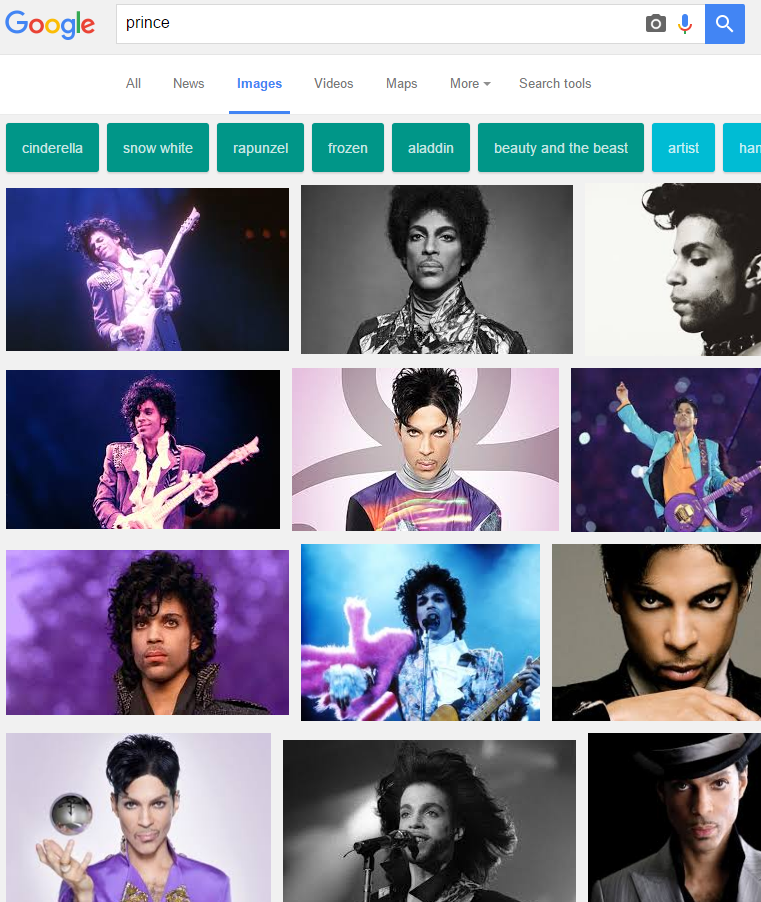 Google prince
All News Images Videos Maps More Search tools
cinderella snow white rapunzel frozen aladdin beauty and the beast artist